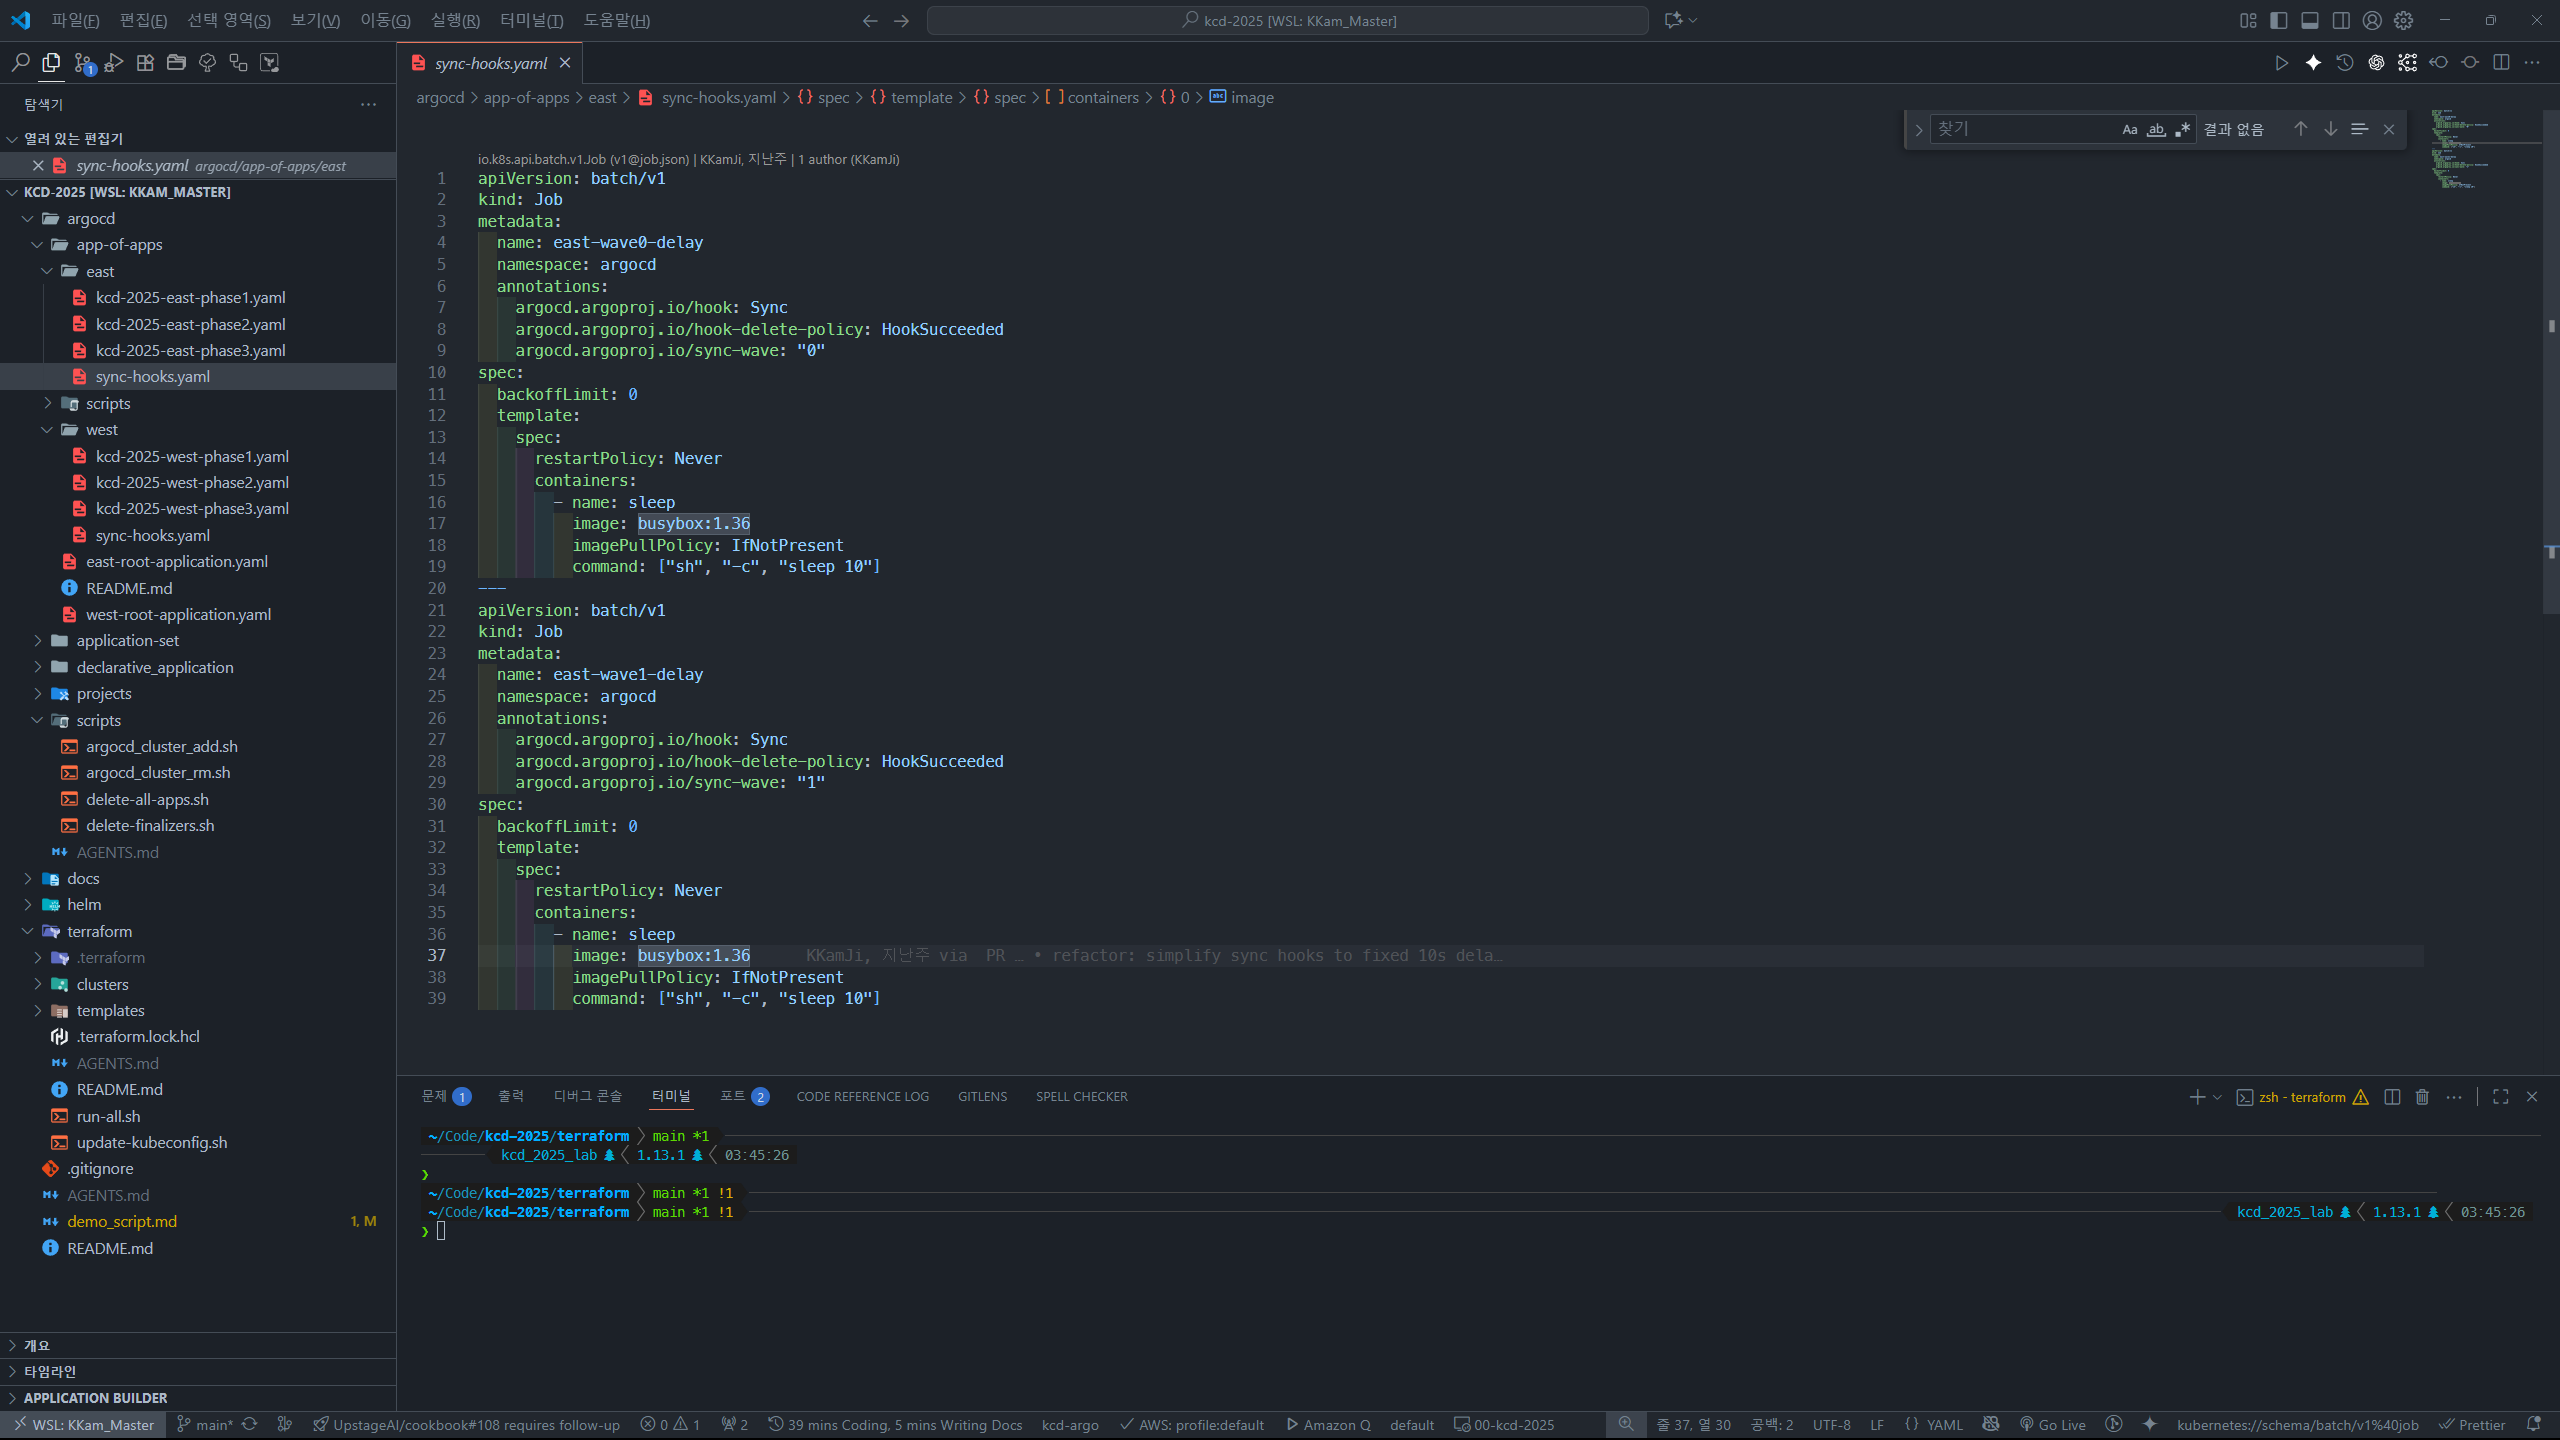 파일(F) 편집(E) 선택 영역(S) 보기(V) 이동(G) 실행(R) 터미널(T) 도움말(H)
kcd-2025 [WSL: KKam_Master]
탐색기
열려 있는 편집기
sync-hooks.yaml argocd/app-of-apps/east
KCD-2025 [WSL: KKAM_MASTER]
argocd
app-of-apps
east
kcd-2025-east-phase1.yaml
kcd-2025-east-phase2.yaml
kcd-2025-east-phase3.yaml
sync-hooks.yaml
scripts
west
kcd-2025-west-phase1.yaml
kcd-2025-west-phase2.yaml
kcd-2025-west-phase3.yaml
sync-hooks.yaml
east-root-application.yaml
README.md
west-root-application.yaml
application-set
declarative_application
projects
scripts
argocd_cluster_add.sh
argocd_cluster_rm.sh
delete-all-apps.sh
delete-finalizers.sh
AGENTS.md
docs
helm
terraform
.terraform
clusters
templates
.terraform.lock.hcl
AGENTS.md
README.md
run-all.sh
update-kubeconfig.sh
.gitignore
AGENTS.md
demo_script.md 1, M
README.md
개요
타임라인
APPLICATION BUILDER
sync-hooks.yaml
argocd > app-of-apps > east > sync-hooks.yaml > {} spec > {} template > {} spec > [ ] containers > {} 0 > abc image
찾기 Aa ab .* 결과 없음
io.k8s.api.batch.v1.Job (v1@job.json) | KKamJi, 지난주 | 1 author (KKamJi)
1 apiVersion: batch/v1
2 kind: Job
3 metadata:
4 name: east-wave0-delay
5 namespace: argocd
6 annotations:
7 argocd.argoproj.io/hook: Sync
8 argocd.argoproj.io/hook-delete-policy: HookSucceeded
9 argocd.argoproj.io/sync-wave: "0"
10 spec:
11 backoffLimit: 0
12 template:
13 spec:
14 restartPolicy: Never
15 containers:
16 - name: sleep
17 image: busybox:1.36
18 imagePullPolicy: IfNotPresent
19 command: ["sh", "-c", "sleep 10"]
20 ---
21 apiVersion: batch/v1
22 kind: Job
23 metadata:
24 name: east-wave1-delay
25 namespace: argocd
26 annotations:
27 argocd.argoproj.io/hook: Sync
28 argocd.argoproj.io/hook-delete-policy: HookSucceeded
29 argocd.argoproj.io/sync-wave: "1"
30 spec:
31 backoffLimit: 0
32 template:
33 spec:
34 restartPolicy: Never
35 containers:
36 - name: sleep
37 image: busybox:1.36 KKamJi, 지난주 via PR … • refactor: simplify sync hooks to fixed 10s dela…
38 imagePullPolicy: IfNotPresent
39 command: ["sh", "-c", "sleep 10"]
문제 1 출력 디버그 콘솔 터미널 포트 2 CODE REFERENCE LOG GITLENS SPELL CHECKER
zsh - terraform
~/Code/kcd-2025/terraform main *1
kcd_2025_lab 1.13.1 03:45:26
❯
~/Code/kcd-2025/terraform main *1 !1
~/Code/kcd-2025/terraform main *1 !1 kcd_2025_lab 1.13.1 03:45:26
❯
WSL: KKam_Master main* UpstageAI/cookbook#108 requires follow-up 0 1 2 39 mins Coding, 5 mins Writing Docs kcd-argo AWS: profile:default Amazon Q default 00-kcd-2025 줄 37, 열 30 공백: 2 UTF-8 LF {} YAML Go Live kubernetes://schema/batch/v1%40job Prettier